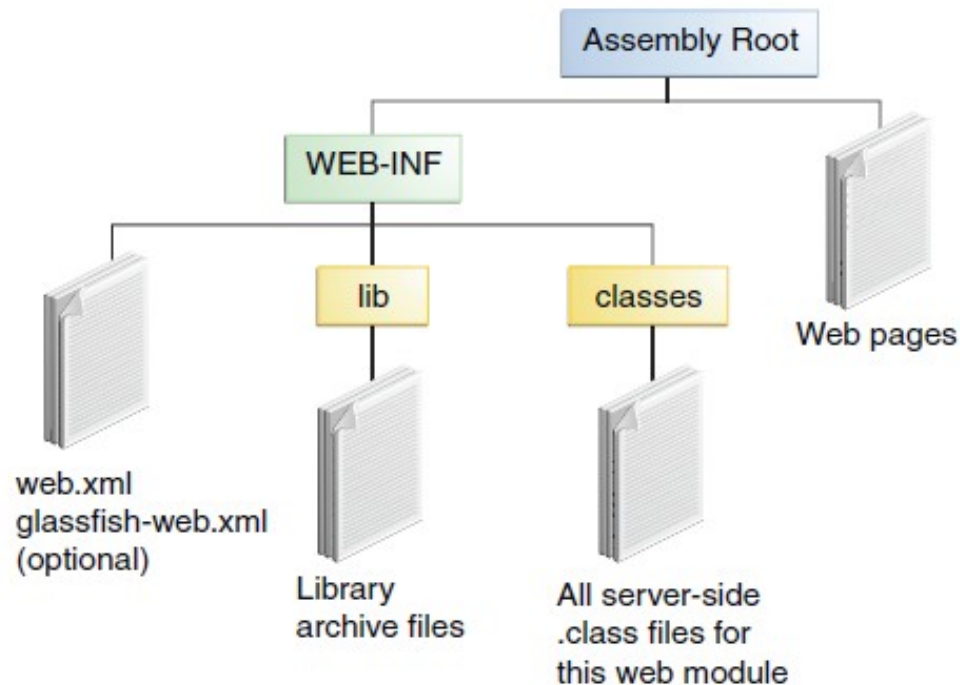 Assembly Root
WEB-INF
lib
classes
Web pages
web.xml
glassfish-web.xml
(optional)
Library
archive files
All server-side
.class files for
this web module